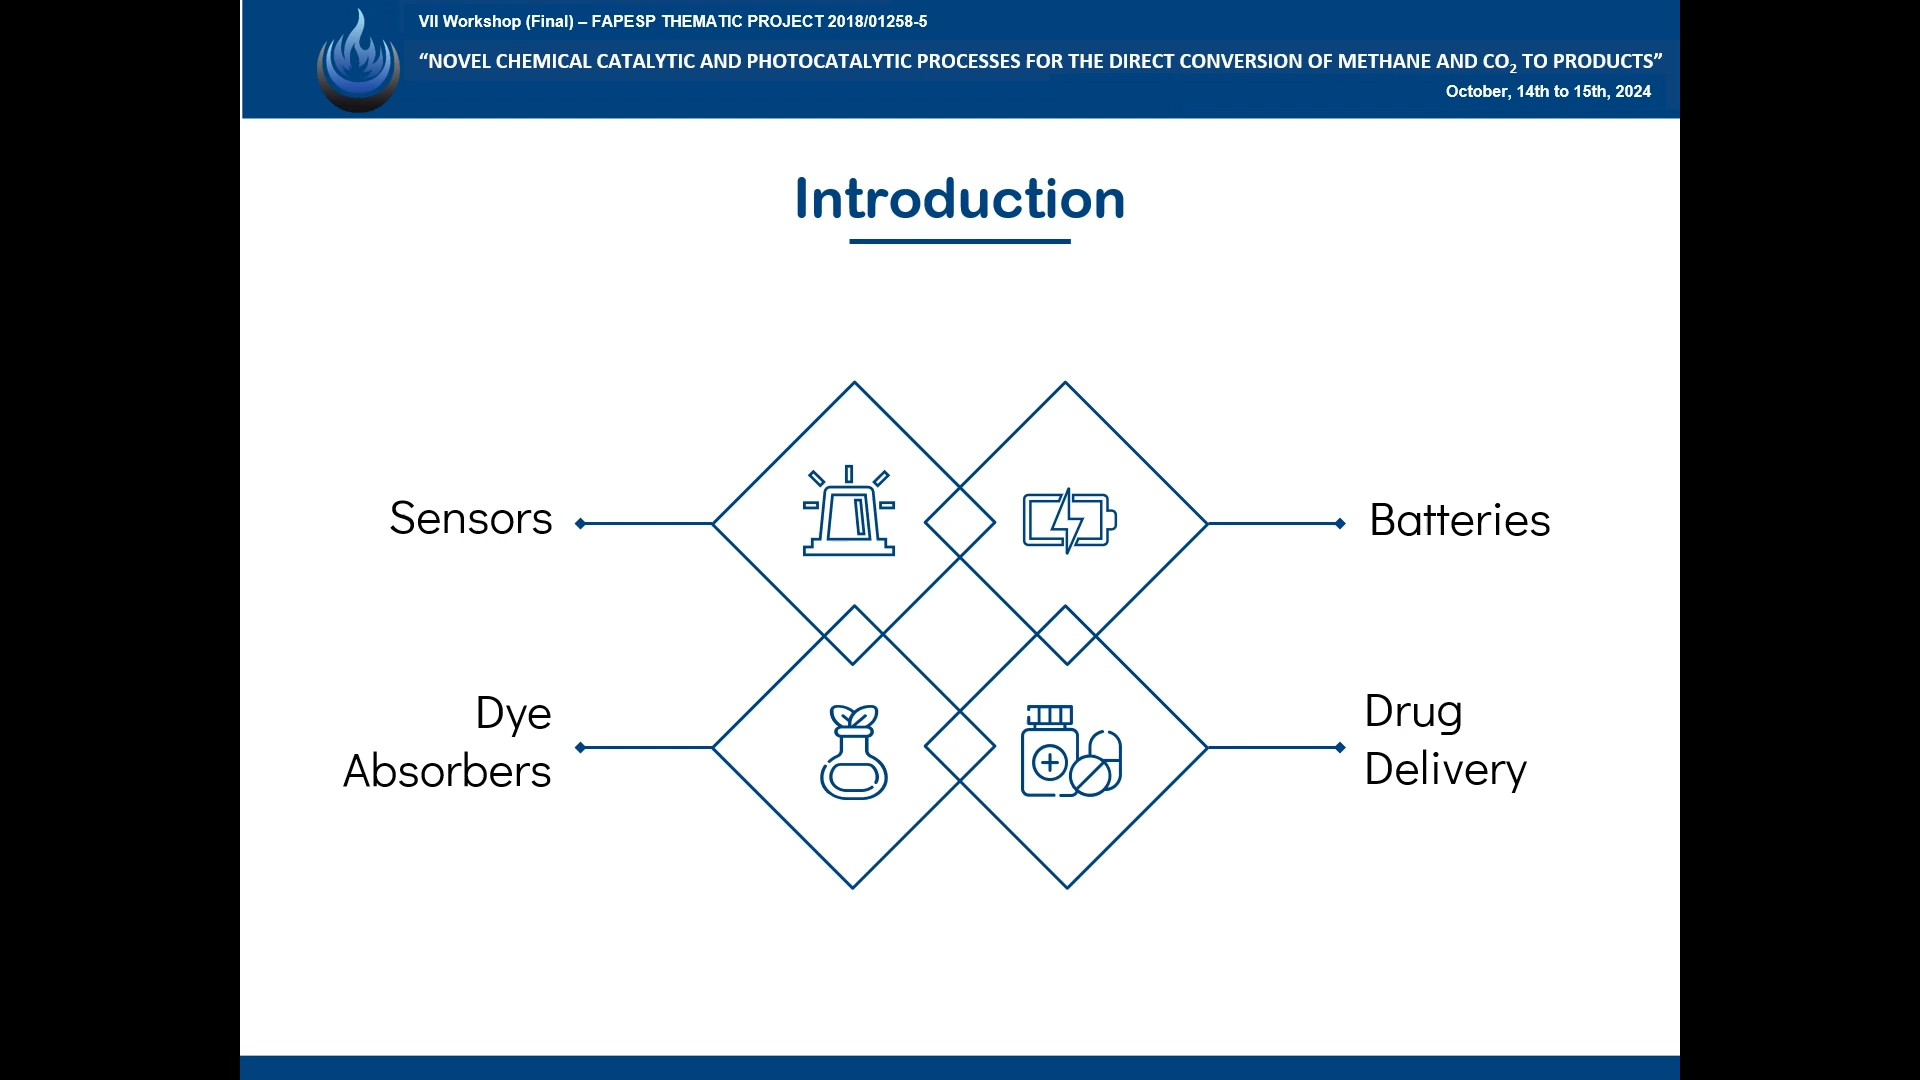 VII Workshop (Final) – FAPESP THEMATIC PROJECT 2018/01258-5
“NOVEL CHEMICAL CATALYTIC AND PHOTOCATALYTIC PROCESSES FOR THE DIRECT CONVERSION OF METHANE AND CO₂ TO PRODUCTS”
October, 14th to 15th, 2024
Introduction
Sensors
Batteries
Dye
Absorbers
Drug
Delivery